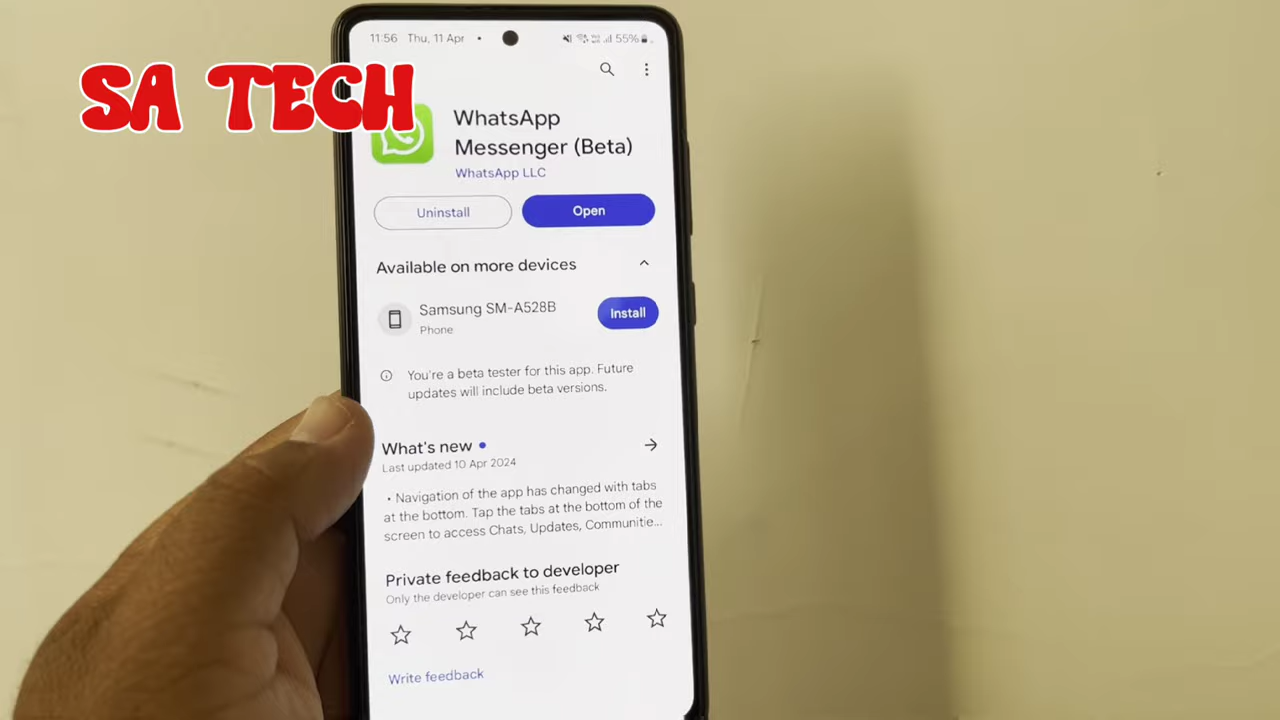 11:56 Thu, 11 Apr • 55%
SA TECH
WhatsApp
Messenger (Beta)
WhatsApp LLC
Uninstall
Open
Available on more devices
Samsung SM-A528B
Phone
Install
You're a beta tester for this app. Future
updates will include beta versions.
What's new
Last updated 10 Apr 2024
• Navigation of the app has changed with tabs
at the bottom. Tap the tabs at the bottom of the
screen to access Chats, Updates, Communitie...
Private feedback to developer
Only the developer can see this feedback
Write feedback